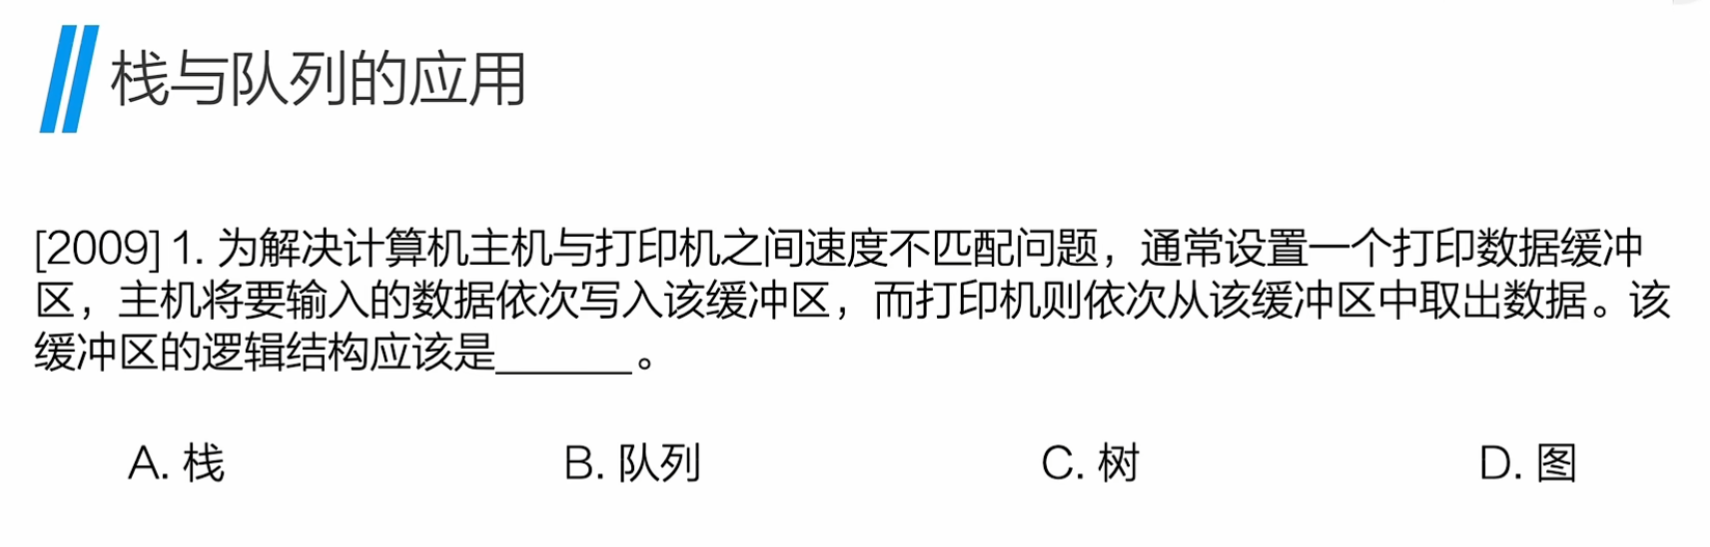 栈与队列的应用
[2009] 1. 为解决计算机主机与打印机之间速度不匹配问题，通常设置一个打印数据缓冲
区，主机将要输入的数据依次写入该缓冲区，而打印机则依次从该缓冲区中取出数据。该
缓冲区的逻辑结构应该是______。
A. 栈 B. 队列 C. 树 D. 图